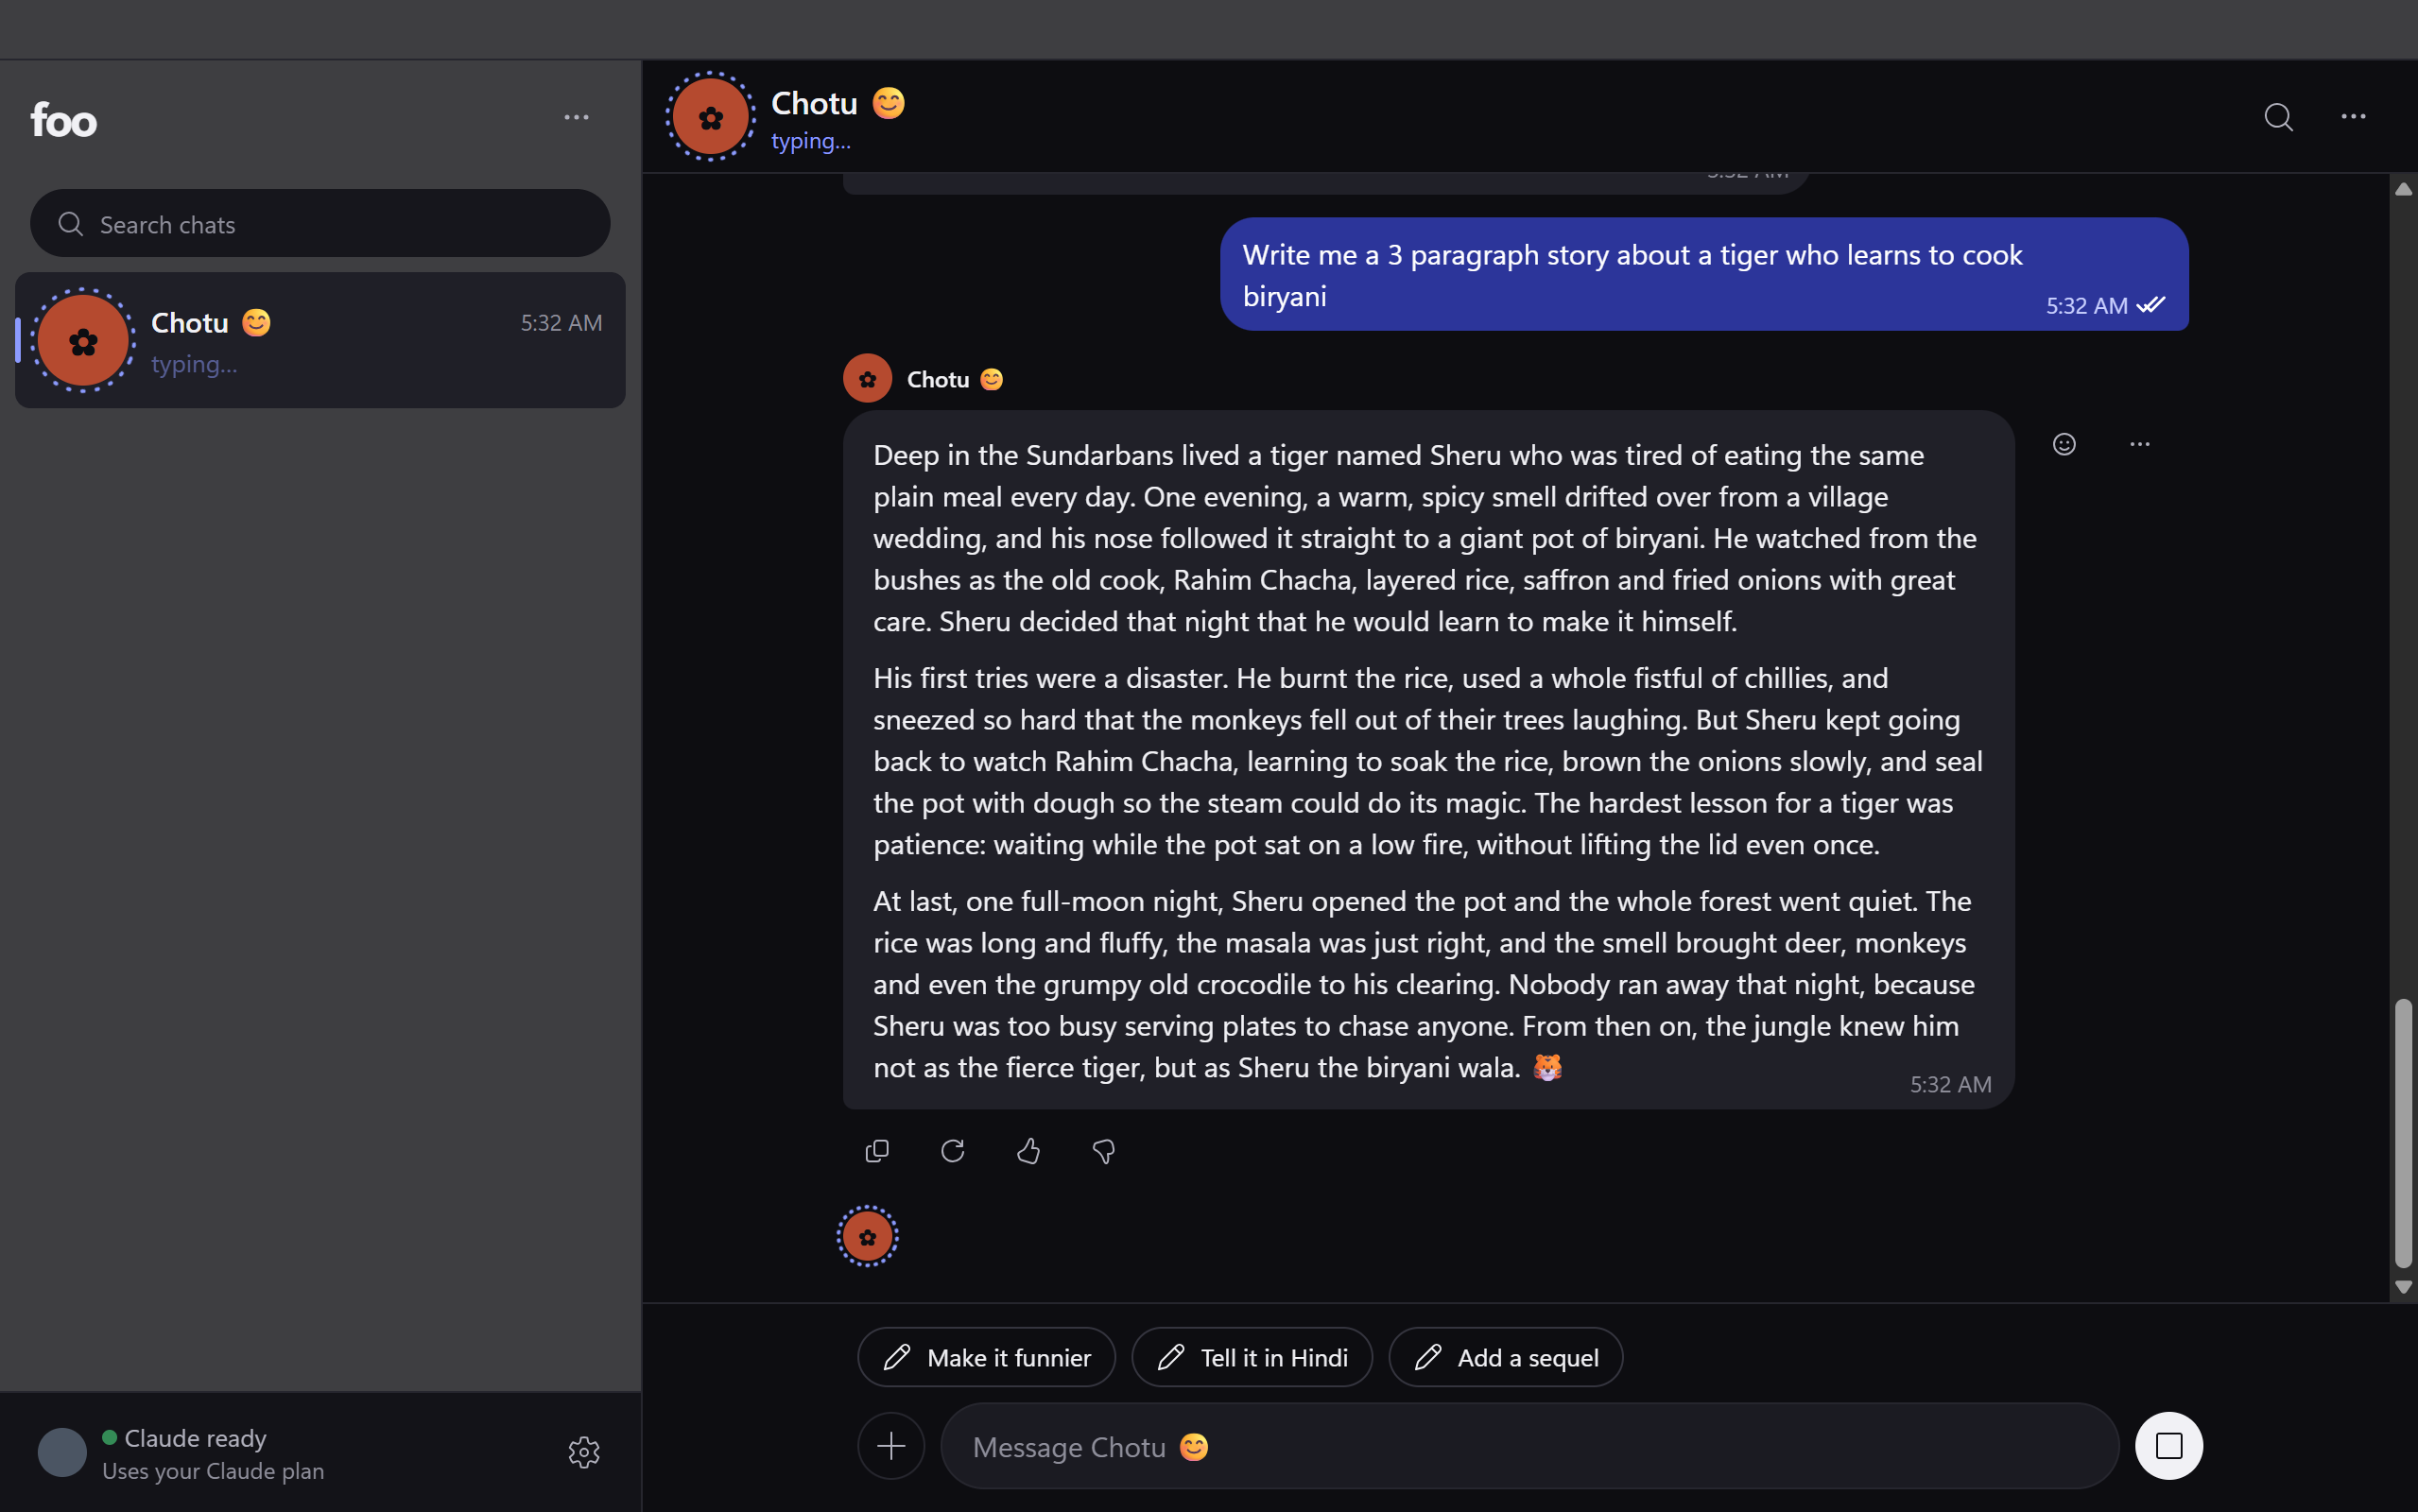 foo
Search chats
Chotu 😊
5:32 AM
typing...
Claude ready
Uses your Claude plan
Chotu 😊
typing...
5:32 AM
Write me a 3 paragraph story about a tiger who learns to cook
biryani
5:32 AM
Chotu 😊
Deep in the Sundarbans lived a tiger named Sheru who was tired of eating the same
plain meal every day. One evening, a warm, spicy smell drifted over from a village
wedding, and his nose followed it straight to a giant pot of biryani. He watched from the
bushes as the old cook, Rahim Chacha, layered rice, saffron and fried onions with great
care. Sheru decided that night that he would learn to make it himself.
His first tries were a disaster. He burnt the rice, used a whole fistful of chillies, and
sneezed so hard that the monkeys fell out of their trees laughing. But Sheru kept going
back to watch Rahim Chacha, learning to soak the rice, brown the onions slowly, and seal
the pot with dough so the steam could do its magic. The hardest lesson for a tiger was
patience: waiting while the pot sat on a low fire, without lifting the lid even once.
At last, one full-moon night, Sheru opened the pot and the whole forest went quiet. The
rice was long and fluffy, the masala was just right, and the smell brought deer, monkeys
and even the grumpy old crocodile to his clearing. Nobody ran away that night, because
Sheru was too busy serving plates to chase anyone. From then on, the jungle knew him
not as the fierce tiger, but as Sheru the biryani wala. 🐯
5:32 AM
Make it funnier
Tell it in Hindi
Add a sequel
Message Chotu 😊